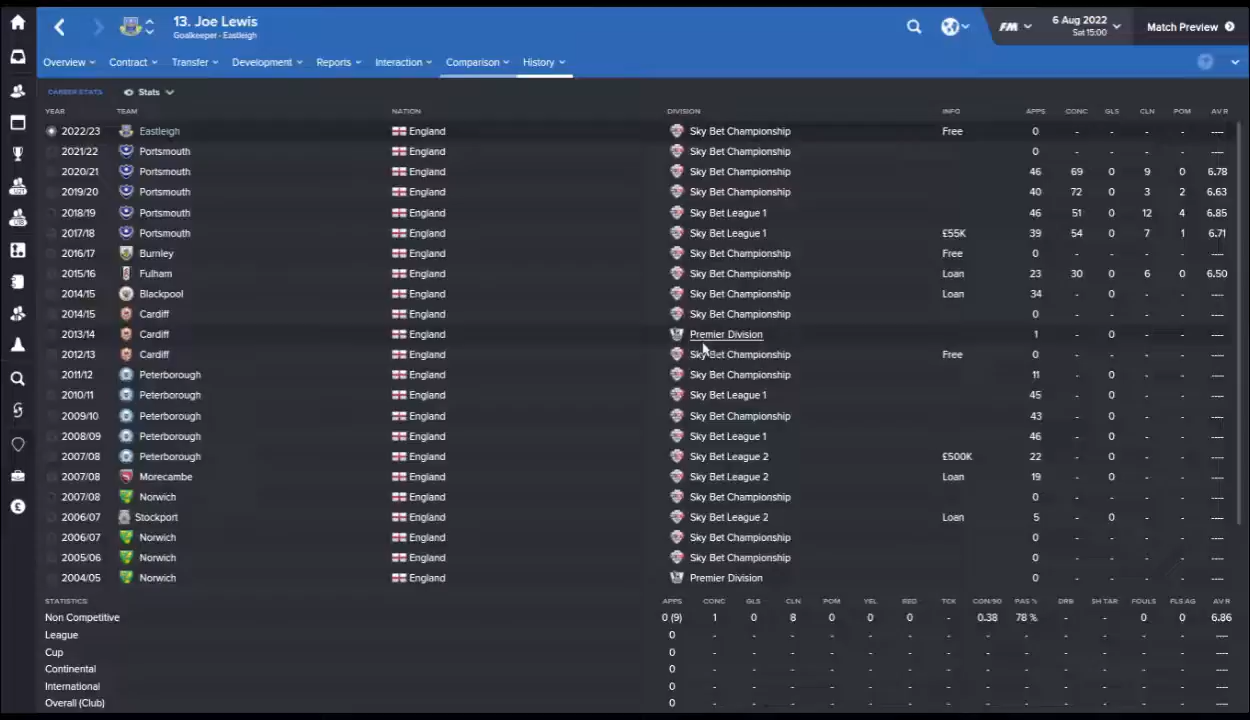 13. Joe Lewis
Goalkeeper - Eastleigh
FM
6 Aug 2022
Sat 15:00
Match Preview
Overview Contract Transfer Development Reports Interaction Comparison History
CAREER STATS Stats
YEAR TEAM NATION DIVISION INFO APPS CONC GLS CLN POM AV R
2022/23 Eastleigh England Sky Bet Championship Free 0 - - - - ----
2021/22 Portsmouth England Sky Bet Championship 0 - - - - ----
2020/21 Portsmouth England Sky Bet Championship 46 69 0 9 0 6.78
2019/20 Portsmouth England Sky Bet Championship 40 72 0 3 2 6.63
2018/19 Portsmouth England Sky Bet League 1 46 51 0 12 4 6.85
2017/18 Portsmouth England Sky Bet League 1 £55K 39 54 0 7 1 6.71
2016/17 Burnley England Sky Bet Championship Free 0 - - - - ----
2015/16 Fulham England Sky Bet Championship Loan 23 30 0 6 0 6.50
2014/15 Blackpool England Sky Bet Championship Loan 34 - 0 - - ----
2014/15 Cardiff England Sky Bet Championship 0 - - - - ----
2013/14 Cardiff England Premier Division 1 - 0 - - ----
2012/13 Cardiff England Sky Bet Championship Free 0 - - - - ----
2011/12 Peterborough England Sky Bet Championship 11 - 0 - - ----
2010/11 Peterborough England Sky Bet League 1 45 - 0 - - ----
2009/10 Peterborough England Sky Bet Championship 43 - 0 - - ----
2008/09 Peterborough England Sky Bet League 1 46 - 0 - - ----
2007/08 Peterborough England Sky Bet League 2 £500K 22 - 0 - - ----
2007/08 Morecambe England Sky Bet League 2 Loan 19 - 0 - - ----
2007/08 Norwich England Sky Bet Championship 0 - - - - ----
2006/07 Stockport England Sky Bet League 2 Loan 5 - 0 - - ----
2006/07 Norwich England Sky Bet Championship 0 - - - - ----
2005/06 Norwich England Sky Bet Championship 0 - - - - ----
2004/05 Norwich England Premier Division 0 - - - - ----
STATISTICS APPS CONC GLS CLN POM YEL RED TCK CON/90 PAS % DRB SH TAR FOULS FLS AG AV R
Non Competitive 0 (9) 1 0 8 0 0 0 - 0.38 78 % - - 0 0 6.86
League 0 - - - - - - - - - - - - - ----
Cup 0 - - - - - - - - - - - - - ----
Continental 0 - - - - - - - - - - - - - ----
International 0 - - - - - - - - - - - - - ----
Overall (Club) 0 - - - - - - - - - - - - - ----